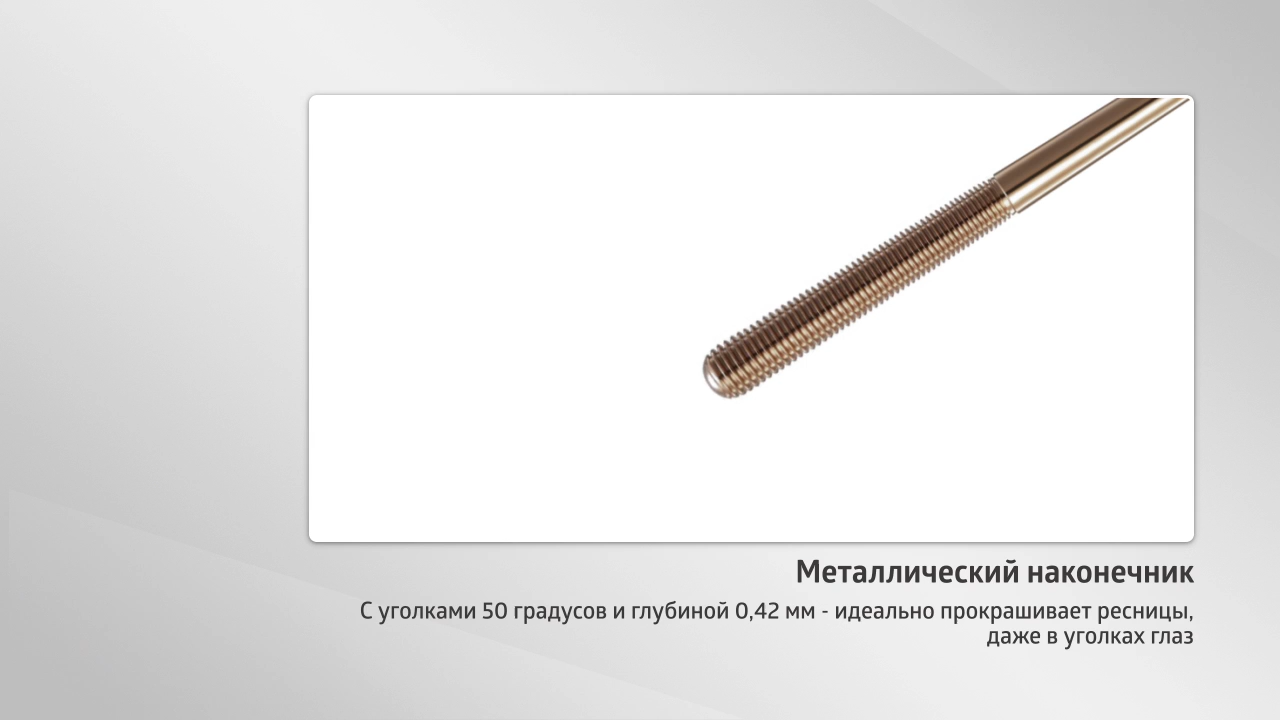 Металлический наконечник
С уголками 50 градусов и глубиной 0,42 мм - идеально прокрашивает ресницы,
даже в уголках глаз